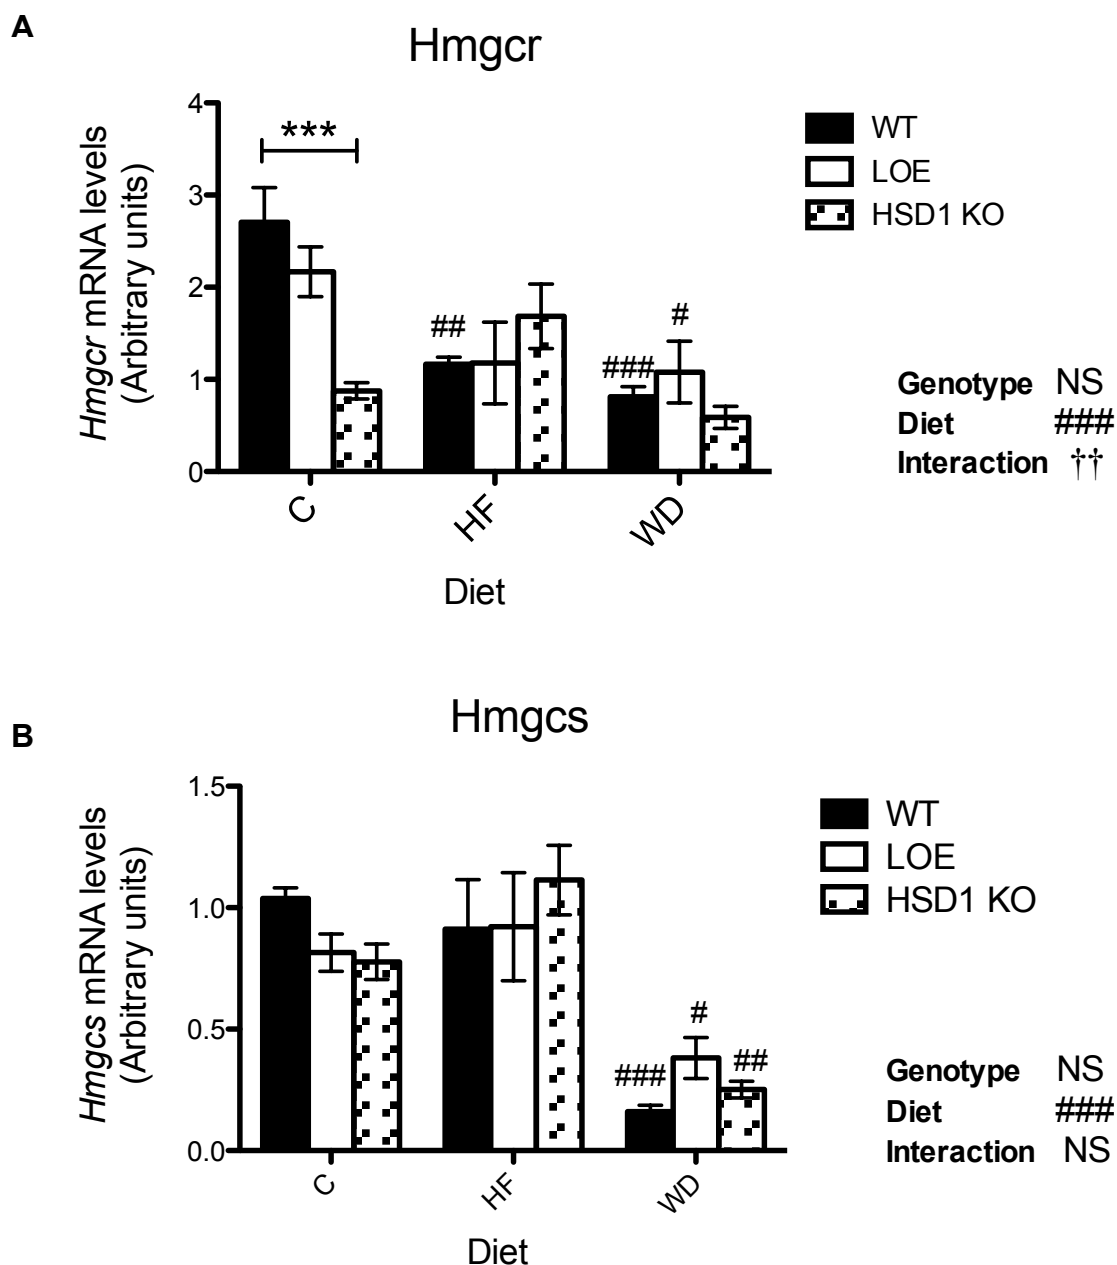 A
Hmgcr
Hmgcr mRNA levels
(Arbitrary units)
4
3
2
1
0
***
##
###
#
C
HF
WD
Diet
WT
LOE
HSD1 KO
Genotype NS
Diet ###
Interaction ††
B
Hmgcs
Hmgcs mRNA levels
(Arbitrary units)
1.5
1.0
0.5
0.0
###
#
##
C
HF
WD
Diet
WT
LOE
HSD1 KO
Genotype NS
Diet ###
Interaction NS